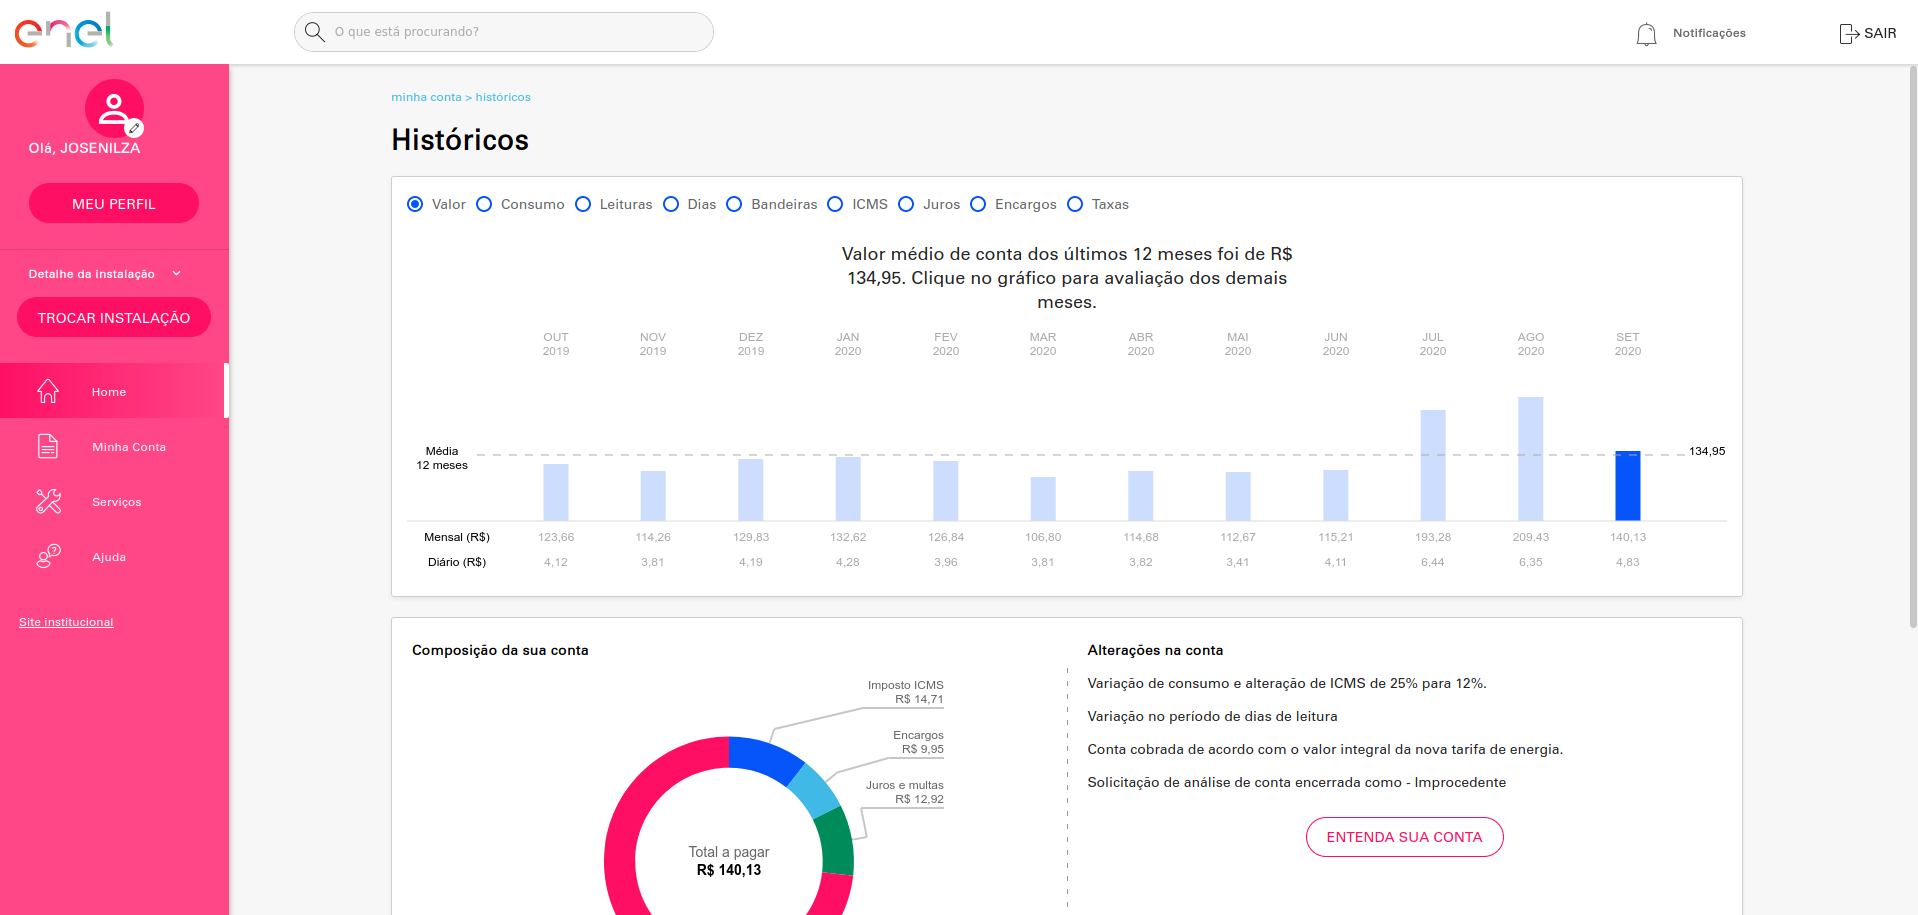 enel
O que está procurando?
Notificações
SAIR
Olá, JOSENILZA
MEU PERFIL
Detalhe da instalação
TROCAR INSTALAÇÃO
Home
Minha Conta
Serviços
Ajuda
Site institucional
minha conta > históricos
Históricos
Valor Consumo Leituras Dias Bandeiras ICMS Juros Encargos Taxas
Valor médio de conta dos últimos 12 meses foi de R$
134,95. Clique no gráfico para avaliação dos demais
meses.
OUT NOV DEZ JAN FEV MAR ABR MAI JUN JUL AGO SET
2019 2019 2019 2020 2020 2020 2020 2020 2020 2020 2020 2020
Média 134,95
12 meses
Mensal (R$) 123,66 114,26 129,83 132,62 126,84 106,80 114,68 112,67 115,21 193,28 209,43 140,13
Diário (R$) 4,12 3,81 4,19 4,28 3,96 3,81 3,82 3,41 4,11 6,44 6,35 4,83
Composição da sua conta
Imposto ICMS
R$ 14,71
Encargos
R$ 9,95
Juros e multas
R$ 12,92
Total a pagar
R$ 140,13
Alterações na conta
Variação de consumo e alteração de ICMS de 25% para 12%.
Variação no período de dias de leitura
Conta cobrada de acordo com o valor integral da nova tarifa de energia.
Solicitação de análise de conta encerrada como - Improcedente
ENTENDA SUA CONTA